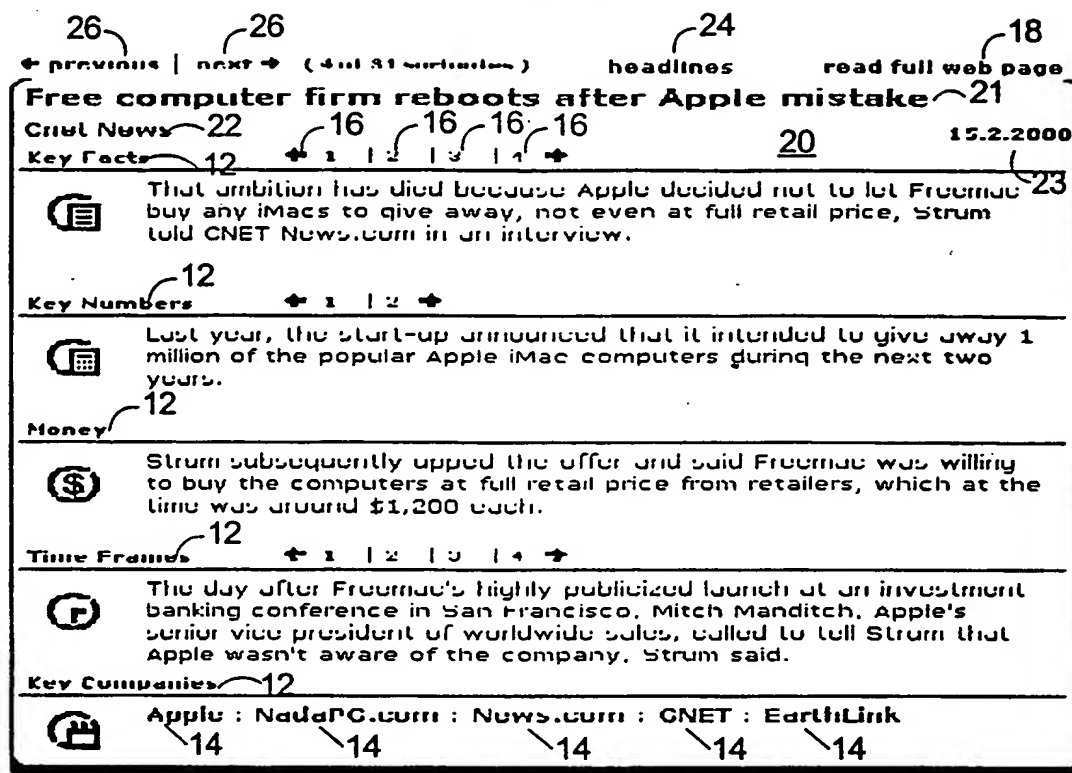 26 26 24 18
← previous | next → (4 of 31 summaries) headlines read full web page
Free computer firm reboots after Apple mistake 21
Cnet News 22 16 16 16 16 15.2.2000
Key Facts 12 ← 1 | 2 | 3 | 4 → 20 23
That ambition has died because Apple decided not to let Freemac
buy any iMacs to give away, not even at full retail price, Strum
told CNET News.com in an interview.
12
Key Numbers ← 1 | 2 →
Last year, the start-up announced that it intended to give away 1
million of the popular Apple iMac computers during the next two
years.
12
Money
Strum subsequently upped the offer and said Freemac was willing
to buy the computers at full retail price from retailers, which at the
time was around $1,200 each.
12
Time Frames ← 1 | 2 | 3 | 4 →
The day after Freemac's highly publicized launch at an investment
banking conference in San Francisco, Mitch Manditch, Apple's
senior vice president of worldwide sales, called to tell Strum that
Apple wasn't aware of the company, Strum said.
Key Companies 12
Apple : NadaPC.com : News.com : CNET : EarthLink
14 14 14 14 14